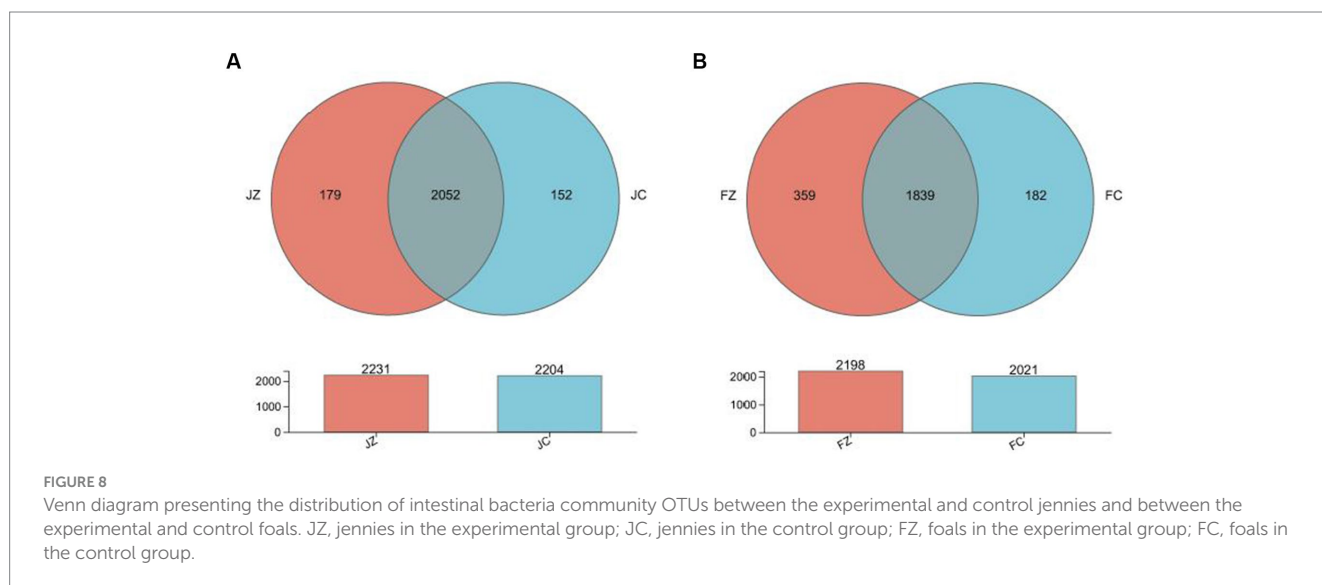 A
B
JZ 179 2052 152 JC
FZ 359 1839 182 FC
2231 2204
2000
1000
0
JZ JC
2198 2021
2000
1000
0
FZ FC
FIGURE 8
Venn diagram presenting the distribution of intestinal bacteria community OTUs between the experimental and control jennies and between the
experimental and control foals. JZ, jennies in the experimental group; JC, jennies in the control group; FZ, foals in the experimental group; FC, foals in
the control group.